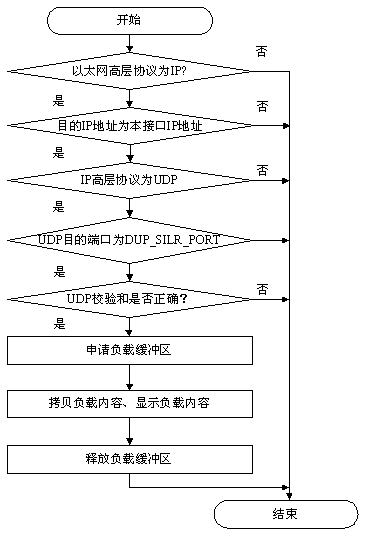 开始
否
以太网高层协议为IP?
是
否
目的IP地址为本接口IP地址
是
否
IP高层协议为UDP
是
UDP目的端口为DUP_SILR_PORT
是
否
UDP校验和是否正确?
是
申请负载缓冲区
拷贝负载内容、显示负载内容
释放负载缓冲区
结束